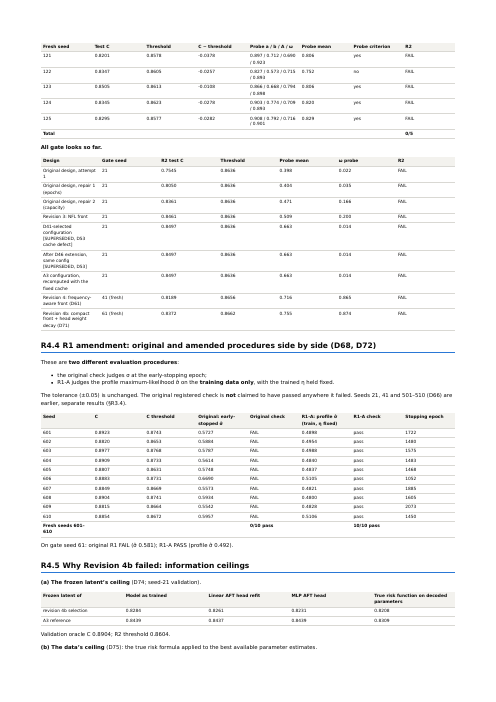 Fresh seed Test C Threshold C − threshold Probe a / b / A / ω Probe mean Probe criterion R2
121 0.8201 0.8578 -0.0378 0.897 / 0.712 / 0.690 / 0.923 0.806 yes FAIL
122 0.8347 0.8605 -0.0257 0.827 / 0.573 / 0.715 / 0.893 0.752 no FAIL
123 0.8505 0.8613 -0.0108 0.866 / 0.668 / 0.794 / 0.898 0.806 yes FAIL
124 0.8345 0.8623 -0.0278 0.903 / 0.774 / 0.709 / 0.893 0.820 yes FAIL
125 0.8295 0.8577 -0.0282 0.908 / 0.792 / 0.716 / 0.901 0.829 yes FAIL
Total 0/5
All gate looks so far.
Design Gate seed R2 test C Threshold Probe mean ω probe R2
Original design, attempt 1 21 0.7545 0.8636 0.398 0.022 FAIL
Original design, repair 1 (epochs) 21 0.8050 0.8636 0.404 0.035 FAIL
Original design, repair 2 (capacity) 21 0.8361 0.8636 0.471 0.166 FAIL
Revision 3: NFL front 21 0.8461 0.8636 0.509 0.200 FAIL
D41-selected configuration [SUPERSEDED, D53 cache defect] 21 0.8497 0.8636 0.663 0.014 FAIL
After D46 extension, same config [SUPERSEDED, D53] 21 0.8497 0.8636 0.663 0.014 FAIL
A3 configuration, recomputed with the fixed cache 21 0.8497 0.8636 0.663 0.014 FAIL
Revision 4: frequency-aware front (D61) 41 (fresh) 0.8189 0.8656 0.716 0.865 FAIL
Revision 4b: compact front + head weight decay (D71) 61 (fresh) 0.8372 0.8662 0.755 0.874 FAIL
R4.4 R1 amendment: original and amended procedures side by side (D68, D72)
These are two different evaluation procedures:
• the original check judges σ at the early-stopping epoch;
• R1-A judges the profile maximum-likelihood σ̂ on the training data only, with the trained η held fixed.
The tolerance (±0.05) is unchanged. The original registered check is not claimed to have passed anywhere it failed. Seeds 21, 41 and 501–510 (D66) are earlier, separate results (§R3.4).
Seed C C threshold Original: early-stopped σ̂ Original check R1-A: profile σ̂ (train, η fixed) R1-A check Stopping epoch
601 0.8923 0.8743 0.5727 FAIL 0.4898 pass 1722
602 0.8820 0.8653 0.5884 FAIL 0.4954 pass 1480
603 0.8977 0.8768 0.5787 FAIL 0.4988 pass 1575
604 0.8909 0.8733 0.5614 FAIL 0.4840 pass 1483
605 0.8807 0.8631 0.5748 FAIL 0.4837 pass 1468
606 0.8883 0.8731 0.6690 FAIL 0.5105 pass 1052
607 0.8849 0.8669 0.5573 FAIL 0.4821 pass 1885
608 0.8904 0.8741 0.5934 FAIL 0.4800 pass 1605
609 0.8815 0.8664 0.5542 FAIL 0.4828 pass 2073
610 0.8854 0.8672 0.5957 FAIL 0.5106 pass 1450
Fresh seeds 601–610 0/10 pass 10/10 pass
On gate seed 61: original R1 FAIL (σ̂ 0.581); R1-A PASS (profile σ̂ 0.492).
R4.5 Why Revision 4b failed: information ceilings
(a) The frozen latent's ceiling (D74; seed-21 validation).
Frozen latent of Model as trained Linear AFT head refit MLP AFT head True risk function on decoded parameters
revision 4b selection 0.8283 0.8261 0.8231 0.8208
A3 reference 0.8439 0.8437 0.8439 0.8309
Validation oracle C 0.8904; R2 threshold 0.8604.
(b) The data's ceiling (D75): the true risk formula applied to the best available parameter estimates.